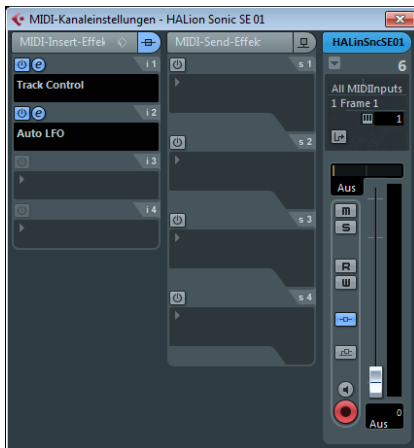 MIDI-Kanaleinstellungen - HALion Sonic SE 01
MIDI-Insert-Effek
MIDI-Send-Effek
HALinSncSE01
e
i 1
Track Control
e
i 2
Auto LFO
i 3
i 4
s 1
s 2
s 3
s 4
6
All MIDIInputs
1 Frame 1
1
Aus
m
S
R
W
0
Aus